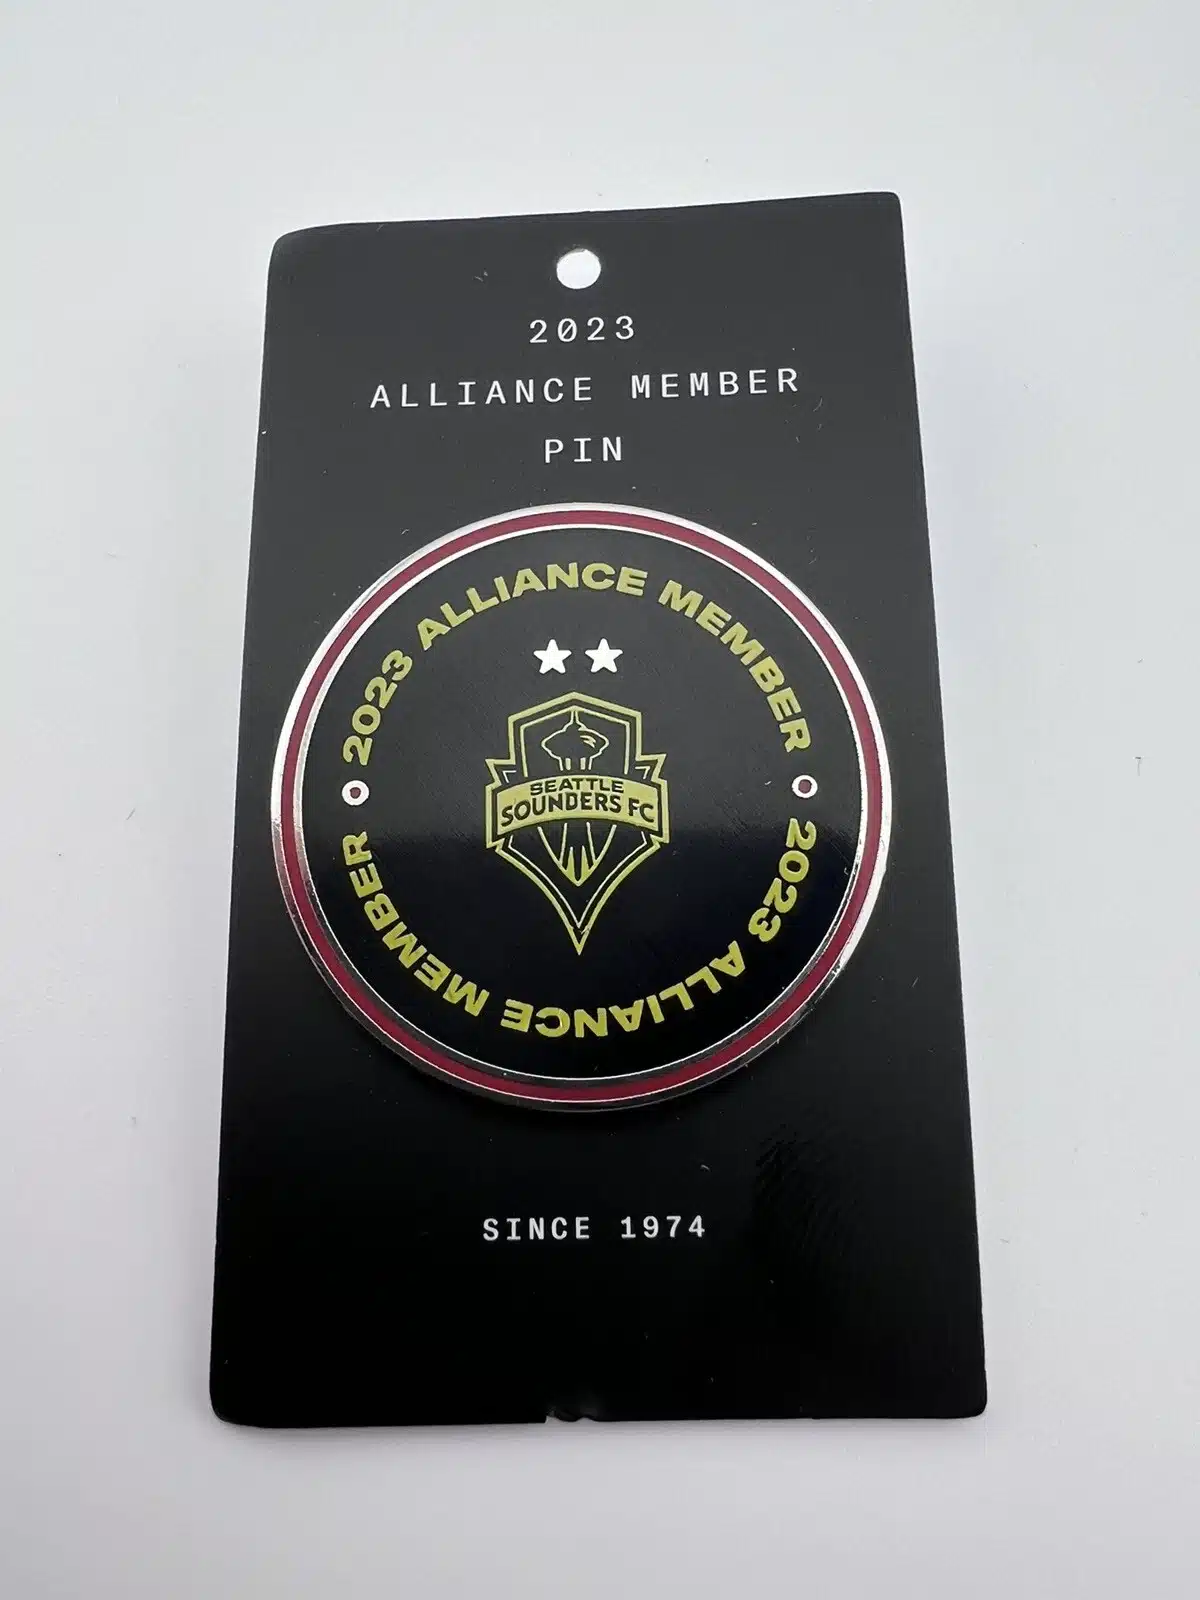 2023
ALLIANCE MEMBER
PIN
2023 ALLIANCE MEMBER
SEATTLE
SOUNDERS FC
2023 ALLIANCE MEMBER
SINCE 1974